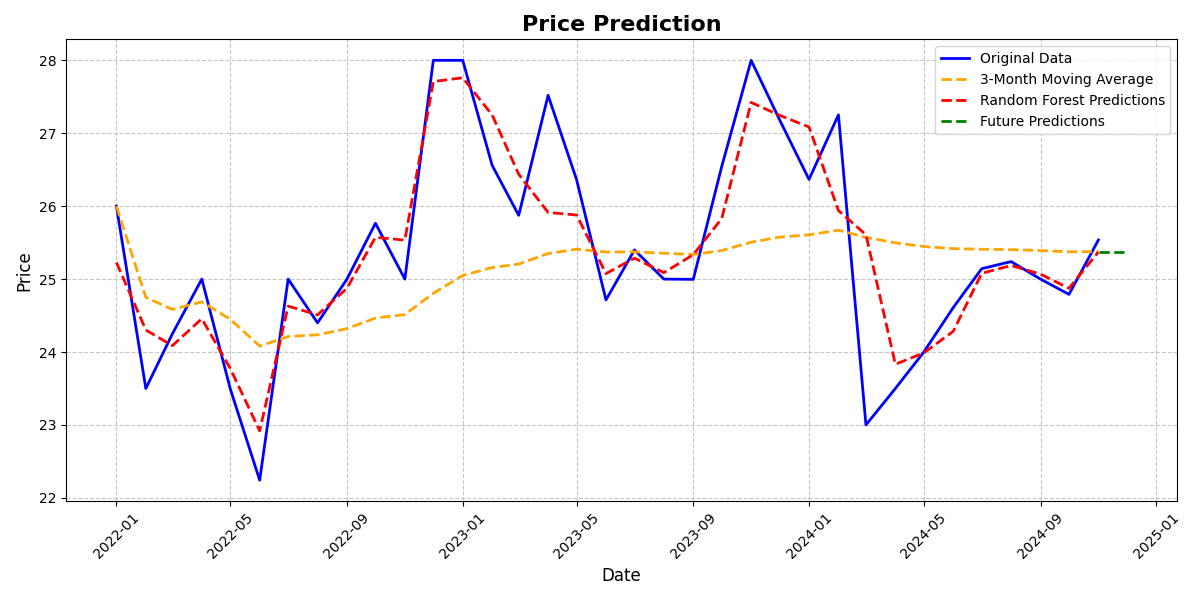 Price Prediction
Original Data
3-Month Moving Average
Random Forest Predictions
Future Predictions
28
27
26
25
24
23
22
Price
2022-01
2022-05
2022-09
2023-01
2023-05
2023-09
2024-01
2024-05
2024-09
2025-01
Date